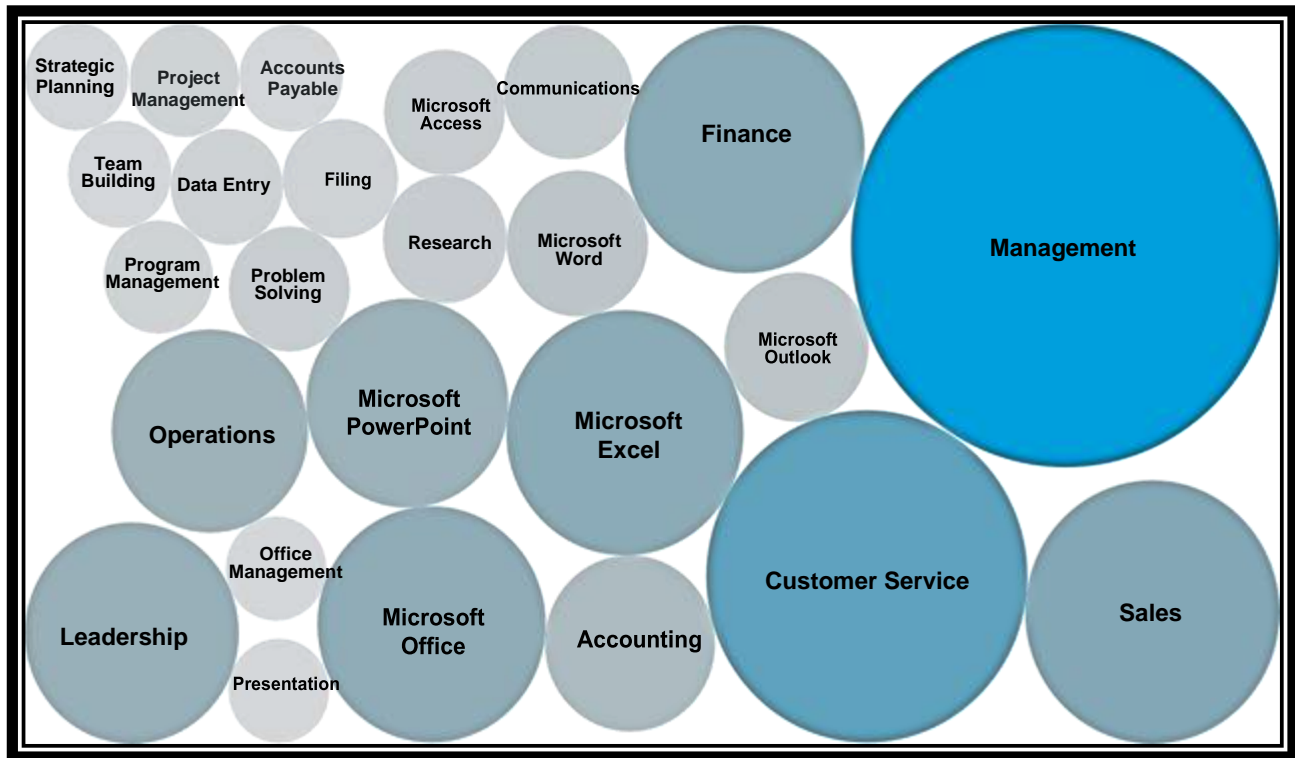 Strategic
Planning
Project
Management
Accounts
Payable
Microsoft
Access
Communications
Finance
Management
Team
Building
Data Entry
Filing
Research
Microsoft
Word
Program
Management
Problem
Solving
Microsoft
Outlook
Operations
Microsoft
PowerPoint
Microsoft
Excel
Office
Management
Customer Service
Sales
Leadership
Microsoft
Office
Accounting
Presentation